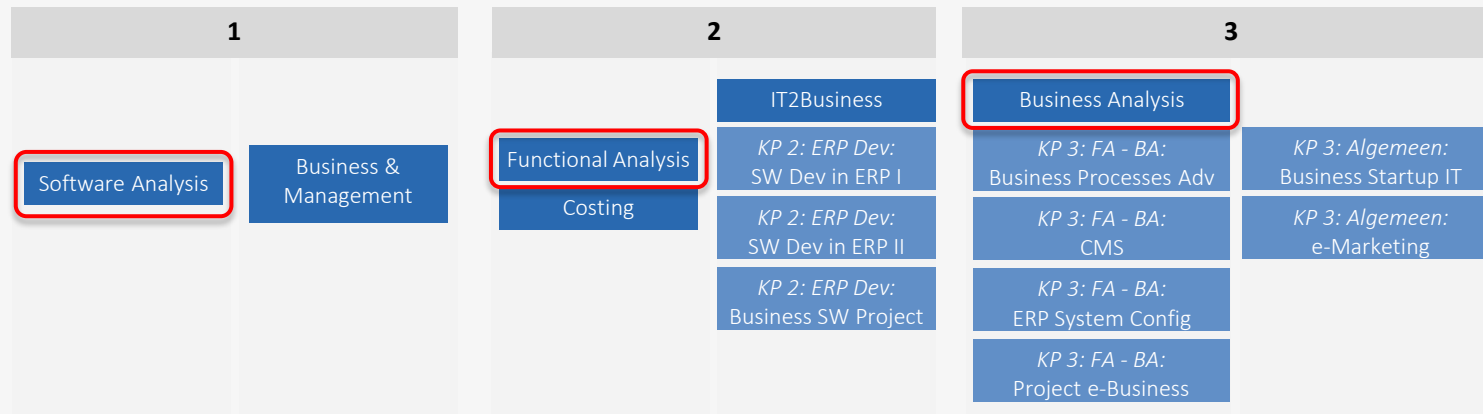 1
Software Analysis
Business &
Management
2
Functional Analysis
Costing
IT2Business
KP 2: ERP Dev:
SW Dev in ERP I
KP 2: ERP Dev:
SW Dev in ERP II
KP 2: ERP Dev:
Business SW Project
3
Business Analysis
KP 3: FA - BA:
Business Processes Adv
KP 3: FA - BA:
CMS
KP 3: FA - BA:
ERP System Config
KP 3: FA - BA:
Project e-Business
KP 3: Algemeen:
Business Startup IT
KP 3: Algemeen:
e-Marketing